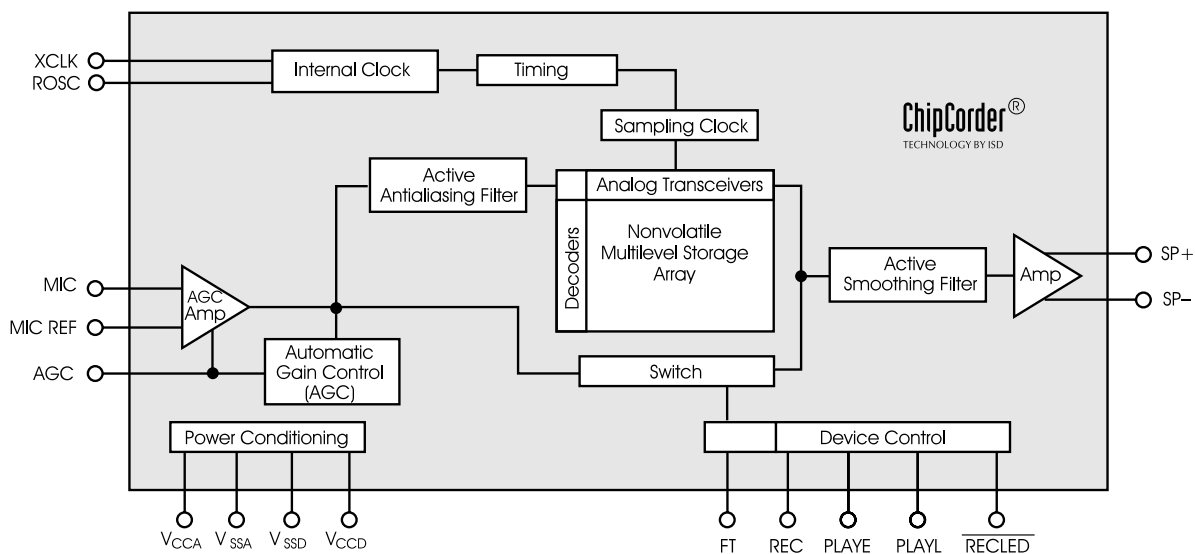 XCLK
ROSC
Internal Clock
Timing
Sampling Clock
ChipCorder®
TECHNOLOGY BY ISD
Active
Antialiasing Filter
Analog Transceivers
Decoders
Nonvolatile
Multilevel Storage
Array
MIC
MIC REF
AGC
AGC
Amp
Automatic
Gain Control
(AGC)
Active
Smoothing Filter
Amp
SP+
SP–
Switch
Power Conditioning
Device Control
VCCA
VSSA
VSSD
VCCD
FT
REC
PLAYE
PLAYL
RECLED